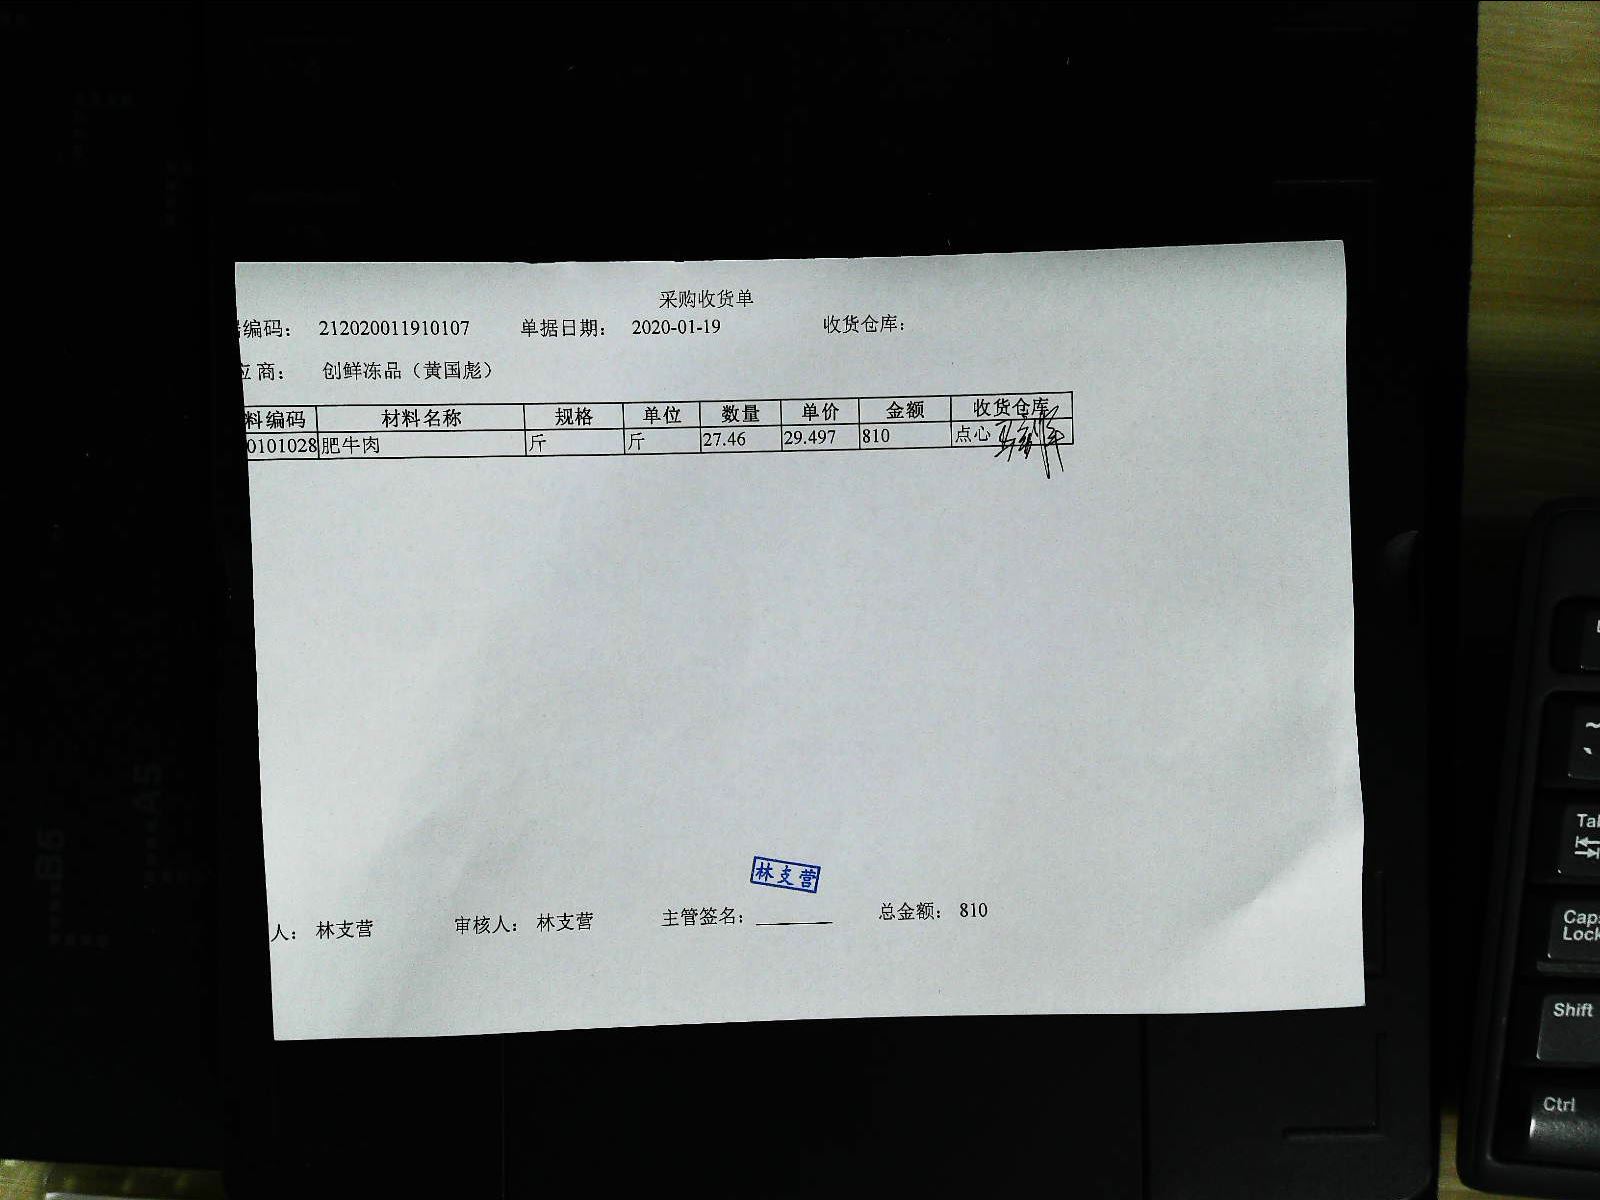 采购收货单
编码： 212020011910107 单据日期： 2020-01-19 收货仓库：
应商： 创鲜冻品（黄国彪）
料编码 材料名称 规格 单位 数量 单价 金额 收货仓库
0101028 肥牛肉 斤 斤 27.46 29.497 810 点心
林支营
人： 林支营 审核人： 林支营 主管签名： 总金额： 810
Tab
Caps
Lock
Shift
Ctrl
A5
B5